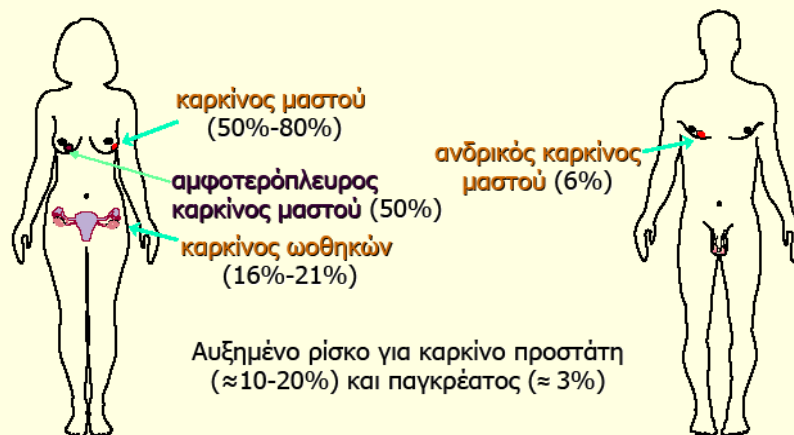 καρκίνος μαστού
(50%-80%)
αμφοτερόπλευρος
καρκίνος μαστού (50%)
καρκίνος ωοθηκών
(16%-21%)
ανδρικός καρκίνος
μαστού (6%)
Αυξημένο ρίσκο για καρκίνο προστάτη
(≈10-20%) και παγκρέατος (≈ 3%)